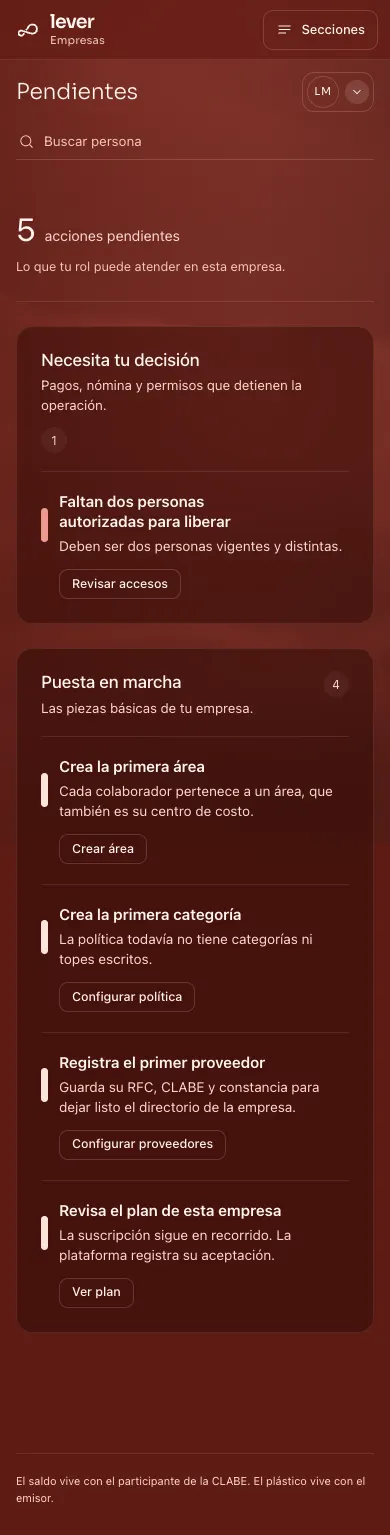 lever
Empresas
Secciones
Pendientes
LM
Buscar persona
5 acciones pendientes
Lo que tu rol puede atender en esta empresa.
Necesita tu decisión
Pagos, nómina y permisos que detienen la
operación.
1
Faltan dos personas
autorizadas para liberar
Deben ser dos personas vigentes y distintas.
Revisar accesos
Puesta en marcha
4
Las piezas básicas de tu empresa.
Crea la primera área
Cada colaborador pertenece a un área, que
también es su centro de costo.
Crear área
Crea la primera categoría
La política todavía no tiene categorías ni
topes escritos.
Configurar política
Registra el primer proveedor
Guarda su RFC, CLABE y constancia para
dejar listo el directorio de la empresa.
Configurar proveedores
Revisa el plan de esta empresa
La suscripción sigue en recorrido. La
plataforma registra su aceptación.
Ver plan
El saldo vive con el participante de la CLABE. El plástico vive con el
emisor.